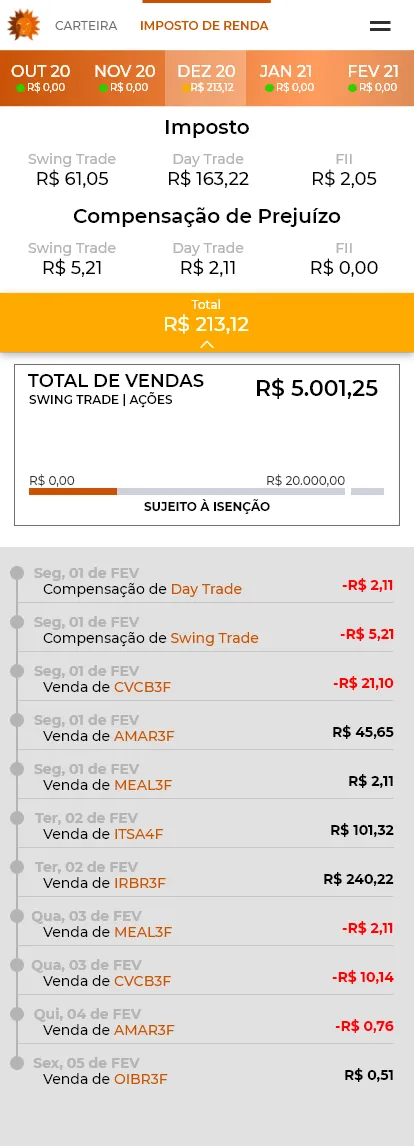 CARTEIRA IMPOSTO DE RENDA
OUT 20 NOV 20 DEZ 20 JAN 21 FEV 21
R$ 0,00 R$ 0,00 R$ 213,12 R$ 0,00 R$ 0,00
Imposto
Swing Trade Day Trade FII
R$ 61,05 R$ 163,22 R$ 2,05
Compensação de Prejuízo
Swing Trade Day Trade FII
R$ 5,21 R$ 2,11 R$ 0,00
Total
R$ 213,12
TOTAL DE VENDAS R$ 5.001,25
SWING TRADE | AÇÕES
R$ 0,00 R$ 20.000,00
SUJEITO À ISENÇÃO
Seg, 01 de FEV
Compensação de Day Trade -R$ 2,11
Seg, 01 de FEV
Compensação de Swing Trade -R$ 5,21
Seg, 01 de FEV
Venda de CVCB3F -R$ 21,10
Seg, 01 de FEV
Venda de AMAR3F R$ 45,65
Seg, 01 de FEV
Venda de MEAL3F R$ 2,11
Ter, 02 de FEV
Venda de ITSA4F R$ 101,32
Ter, 02 de FEV
Venda de IRBR3F R$ 240,22
Qua, 03 de FEV
Venda de MEAL3F -R$ 2,11
Qua, 03 de FEV
Venda de CVCB3F -R$ 10,14
Qui, 04 de FEV
Venda de AMAR3F -R$ 0,76
Sex, 05 de FEV
Venda de OIBR3F R$ 0,51